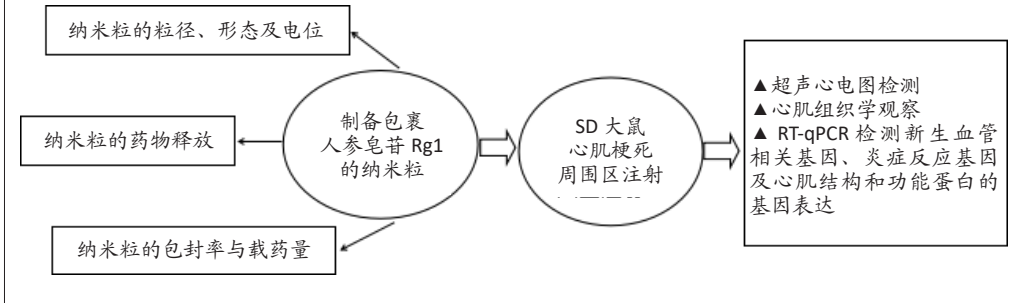 纳米粒的粒径、形态及电位
纳米粒的药物释放
纳米粒的包封率与载药量
制备包裹
人参皂苷 Rg1
的纳米粒
SD 大鼠
心肌梗死
周围区注射
▲超声心电图检测
▲心肌组织学观察
▲ RT-qPCR 检测新生血管
相关基因、炎症反应基因
及心肌结构和功能蛋白的
基因表达